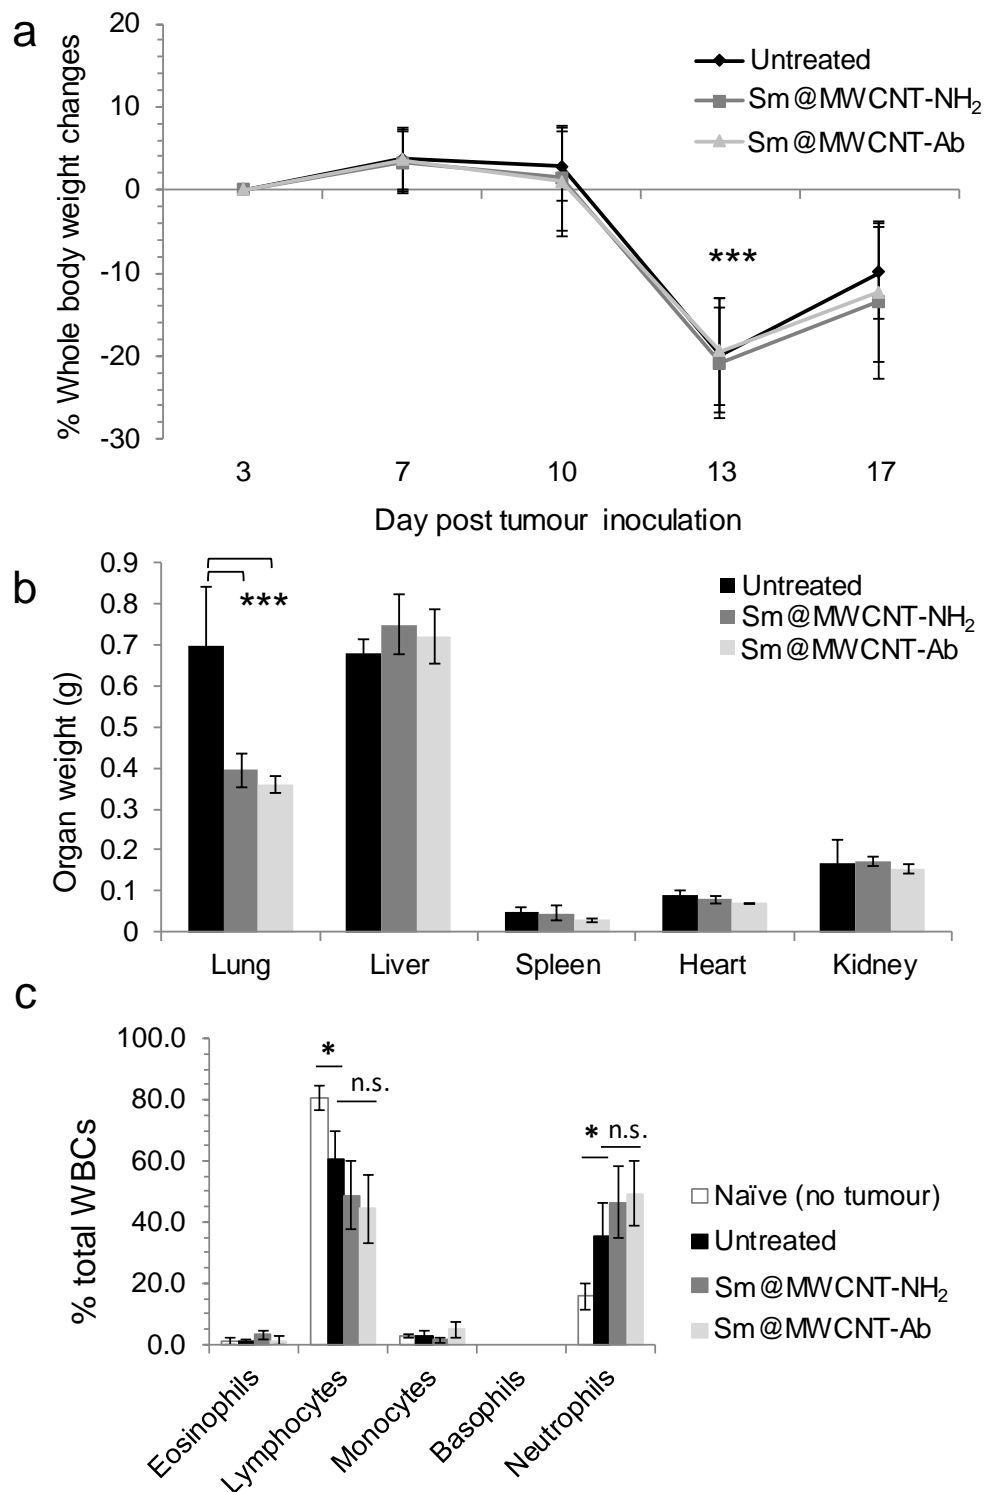 a
% Whole body weight changes
20
10
0
-10
-20
-30
Untreated
Sm@MWCNT-NH₂
Sm@MWCNT-Ab
***
3 7 10 13 17
Day post tumour inoculation
b
Organ weight (g)
0.9
0.8
0.7
0.6
0.5
0.4
0.3
0.2
0.1
0
***
Untreated
Sm@MWCNT-NH₂
Sm@MWCNT-Ab
Lung Liver Spleen Heart Kidney
c
% total WBCs
100.0
80.0
60.0
40.0
20.0
0.0
*
n.s.
* n.s.
Naïve (no tumour)
Untreated
Sm@MWCNT-NH₂
Sm@MWCNT-Ab
Eosinophils
Lymphocytes
Monocytes
Basophils
Neutrophils